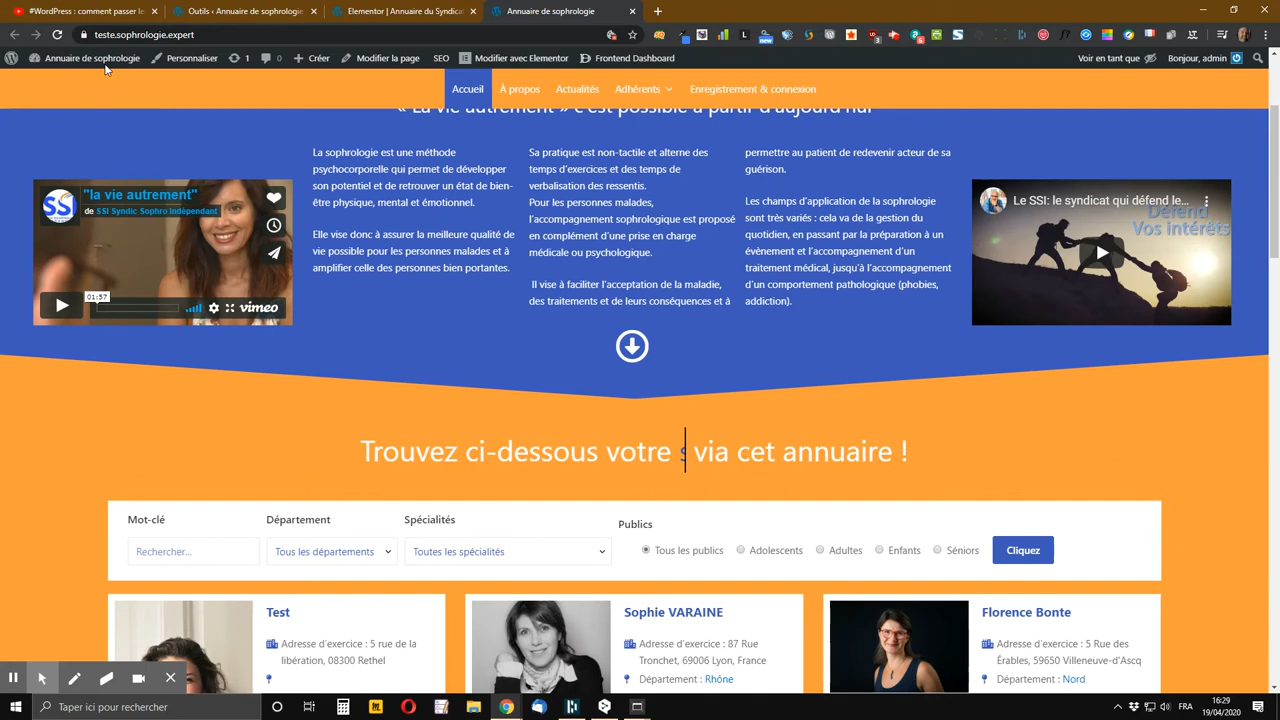 #WordPress : comment passer le
Outils ‹ Annuaire de sophrologie
Elementor | Annuaire du Syndic
Annuaire de sophrologie
teste.sophrologie.expert
Annuaire de sophrologie
Personnaliser
1
0
Créer
Modifier la page
SEO
Modifier avec Elementor
Frontend Dashboard
Voir en tant que
Bonjour, admin
Accueil
À propos
Actualités
Adhérents
Enregistrement & connexion
« La vie autrement » c'est possible à partir d'aujourd'hui
"la vie autrement"
de SSI Syndic Sophro Indépendant
SSI
01:57
vimeo
La sophrologie est une méthode
psychocorporelle qui permet de développer
son potentiel et de retrouver un état de bien-
être physique, mental et émotionnel.
Elle vise donc à assurer la meilleure qualité de
vie possible pour les personnes malades et à
amplifier celle des personnes bien portantes.
Sa pratique est non-tactile et alterne des
temps d'exercices et des temps de
verbalisation des ressentis.
Pour les personnes malades,
l'accompagnement sophrologique est proposé
en complément d'une prise en charge
médicale ou psychologique.
Il vise à faciliter l'acceptation de la maladie,
des traitements et de leurs conséquences et à
permettre au patient de redevenir acteur de sa
guérison.
Les champs d'application de la sophrologie
sont très variés : cela va de la gestion du
quotidien, en passant par la préparation à un
évènement et l'accompagnement d'un
traitement médical, jusqu'à l'accompagnement
d'un comportement pathologique (phobies,
addiction).
Le SSI: le syndicat qui défend le...
Défend
Vos intérêts
Trouvez ci-dessous votre s via cet annuaire !
Mot-clé
Département
Spécialités
Publics
Rechercher...
Tous les départements
Toutes les spécialités
Tous les publics
Adolescents
Adultes
Enfants
Séniors
Cliquez
Test
Adresse d'exercice : 5 rue de la
libération, 08300 Rethel
Sophie VARAINE
Adresse d'exercice : 87 Rue
Tronchet, 69006 Lyon, France
Département : Rhône
Florence Bonte
Adresse d'exercice : 5 Rue des
Érables, 59650 Villeneuve-d'Ascq
Département : Nord
Taper ici pour rechercher
FRA
16:29
19/04/2020